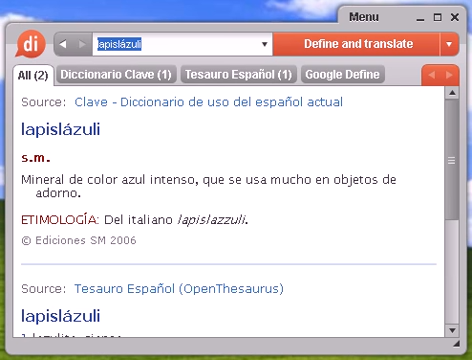 Menu
di
lapislázuli
Define and translate
All (2)
Diccionario Clave (1)
Tesauro Español (1)
Google Define
Source: Clave - Diccionario de uso del español actual
lapislázuli
s.m.
Mineral de color azul intenso, que se usa mucho en objetos de
adorno.
ETIMOLOGÍA: Del italiano lapislazzuli.
© Ediciones SM 2006
Source: Tesauro Español (OpenThesaurus)
lapislázuli